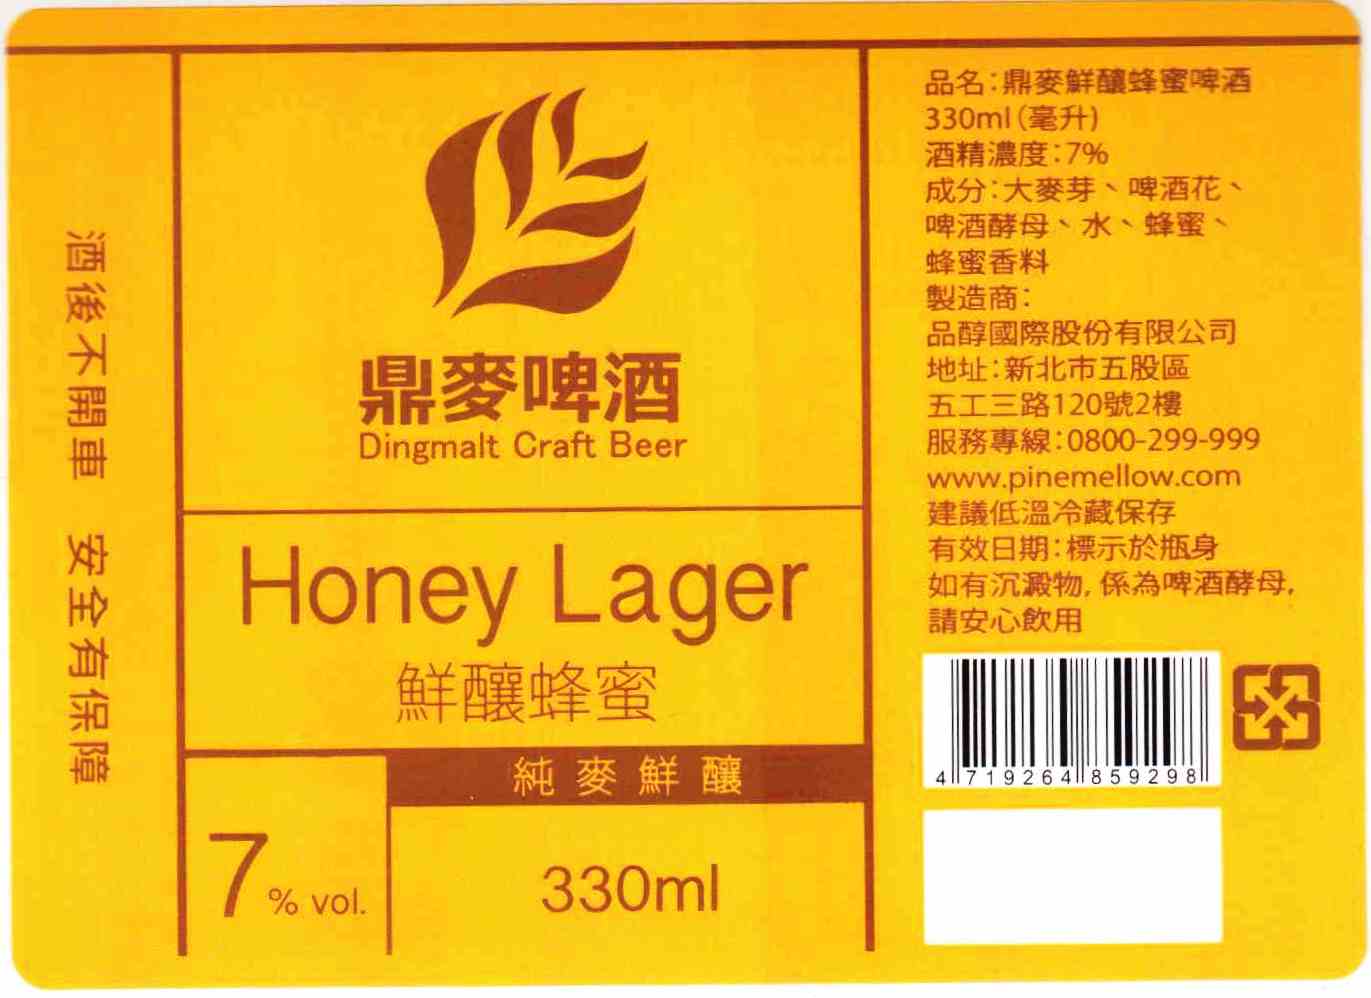 酒後不開車 安全有保障
鼎麥啤酒
Dingmalt Craft Beer
Honey Lager
鮮釀蜂蜜
純麥鮮釀
7% vol.
330ml
品名：鼎麥鮮釀蜂蜜啤酒
330ml（毫升）
酒精濃度：7%
成分：大麥芽、啤酒花、
啤酒酵母、水、蜂蜜、
蜂蜜香料
製造商：
品醇國際股份有限公司
地址：新北市五股區
五工三路120號2樓
服務專線：0800-299-999
www.pinemellow.com
建議低溫冷藏保存
有效日期：標示於瓶身
如有沉澱物，係為啤酒酵母，
請安心飲用
4719264859298